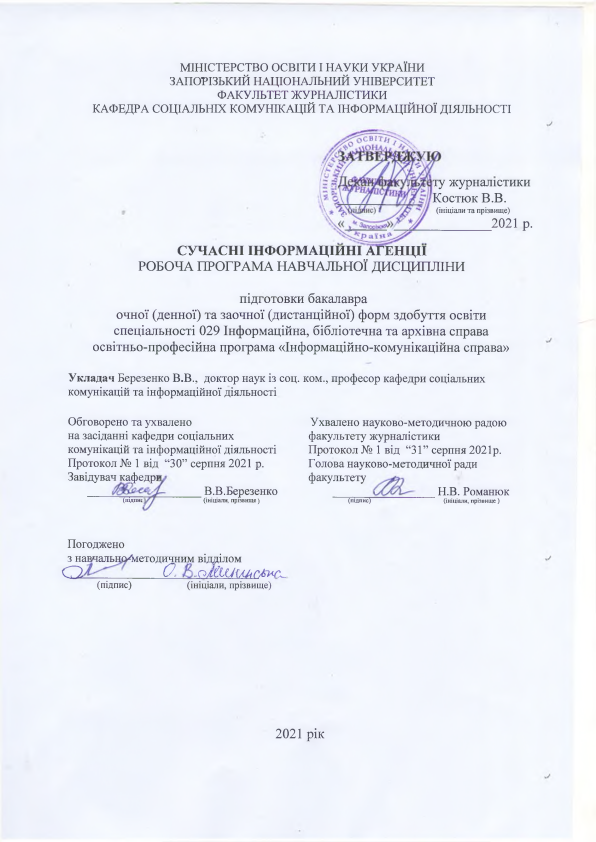 МІНІСТЕРСТВО ОСВІТИ І НАУКИ УКРАЇНИ
ЗАПОРІЗЬКИЙ НАЦІОНАЛЬНИЙ УНІВЕРСИТЕТ
ФАКУЛЬТЕТ ЖУРНАЛІСТИКИ
КАФЕДРА СОЦІАЛЬНІХ КОМУНІКАЦІЙ ТА ІНФОРМАЦІЙНОЇ ДІЯЛЬНОСТІ
ЗАТВЕРДЖУЮ
Декан факультету журналістики
Костюк В.В.
(підпис) (ініціали та прізвище)
«____»______________2021 р.
СУЧАСНІ ІНФОРМАЦІЙНІ АГЕНЦІЇ
РОБОЧА ПРОГРАМА НАВЧАЛЬНОЇ ДИСЦИПЛІНИ
підготовки бакалавра
очної (денної) та заочної (дистанційної) форм здобуття освіти
спеціальності 029 Інформаційна, бібліотечна та архівна справа
освітньо-професійна програма «Інформаційно-комунікаційна справа»
Укладач Березенко В.В., доктор наук із соц. ком., професор кафедри соціальних
комунікацій та інформаційної діяльності
Обговорено та ухвалено
на засіданні кафедри соціальних
комунікацій та інформаційної діяльності
Протокол № 1 від “30” серпня 2021 р.
Завідувач кафедри
В.В.Березенко
(підпис) (ініціали, прізвище )
Ухвалено науково-методичною радою
факультету журналістики
Протокол № 1 від “31” серпня 2021р.
Голова науково-методичної ради
факультету
Н.В. Романюк
(підпис) (ініціали, прізвище )
Погоджено
з навчально-методичним відділом
(підпис) (ініціали, прізвище)
2021 рік